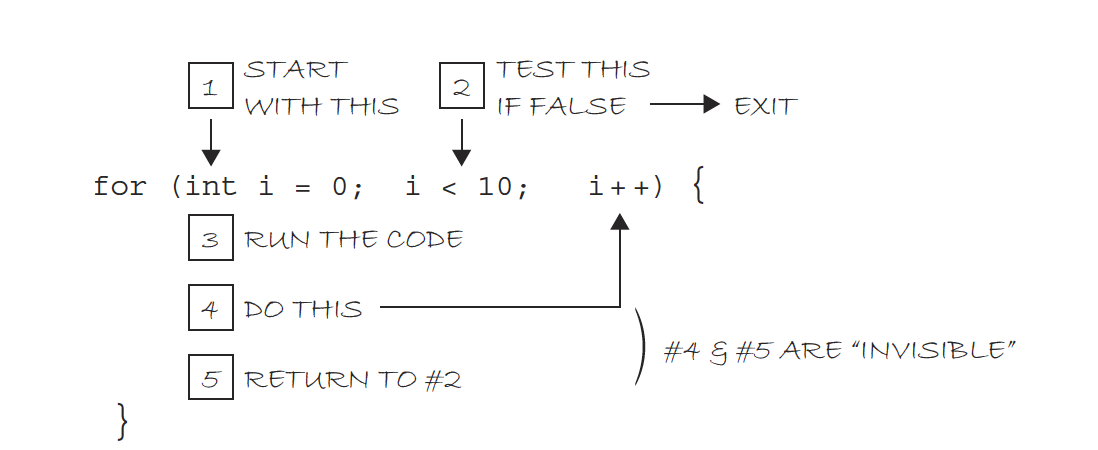 1 START
WITH THIS
2 TEST THIS
IF FALSE EXIT
for (int i = 0; i < 10; i++) {
3 RUN THE CODE
4 DO THIS
#4 & #5 ARE “INVISIBLE”
5 RETURN TO #2
}